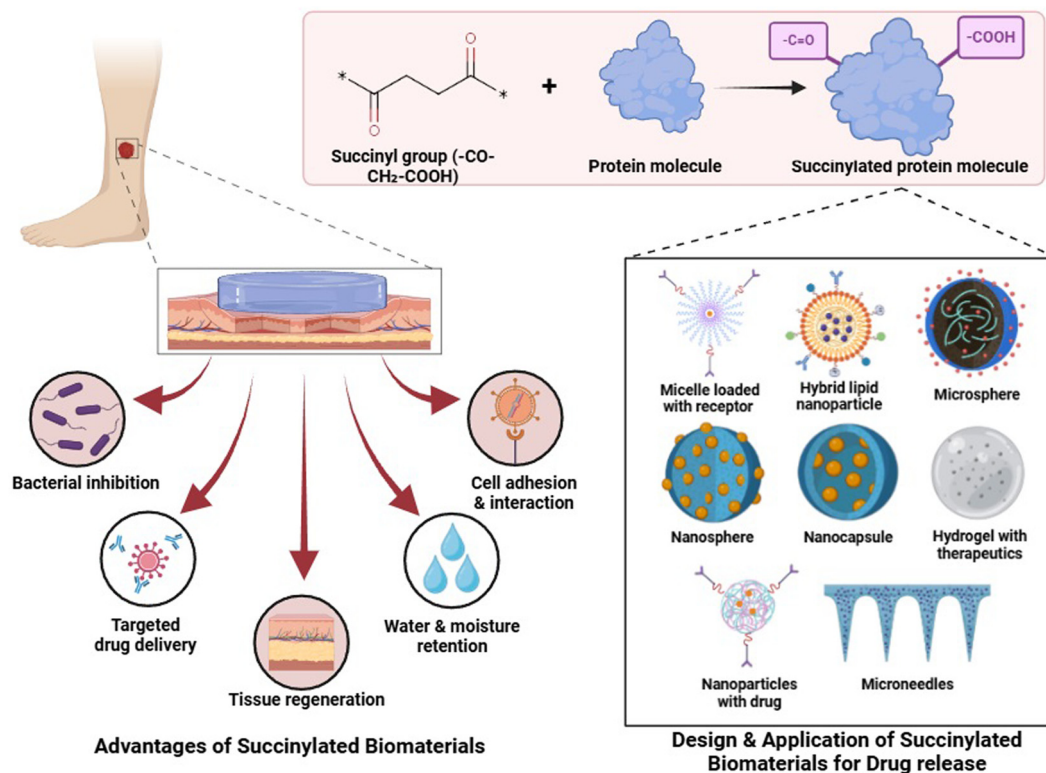 -C=O
-COOH
*
*
+
Succinyl group (-CO-
CH₂-COOH)
Protein molecule
Succinylated protein molecule
Bacterial inhibition
Cell adhesion
& interaction
Targeted
drug delivery
Water & moisture
retention
Tissue regeneration
Advantages of Succinylated Biomaterials
O
O
Micelle loaded
with receptor
Hybrid lipid
nanoparticle
Microsphere
Nanosphere
Nanocapsule
Hydrogel with
therapeutics
Nanoparticles
with drug
Microneedles
Design & Application of Succinylated
Biomaterials for Drug release